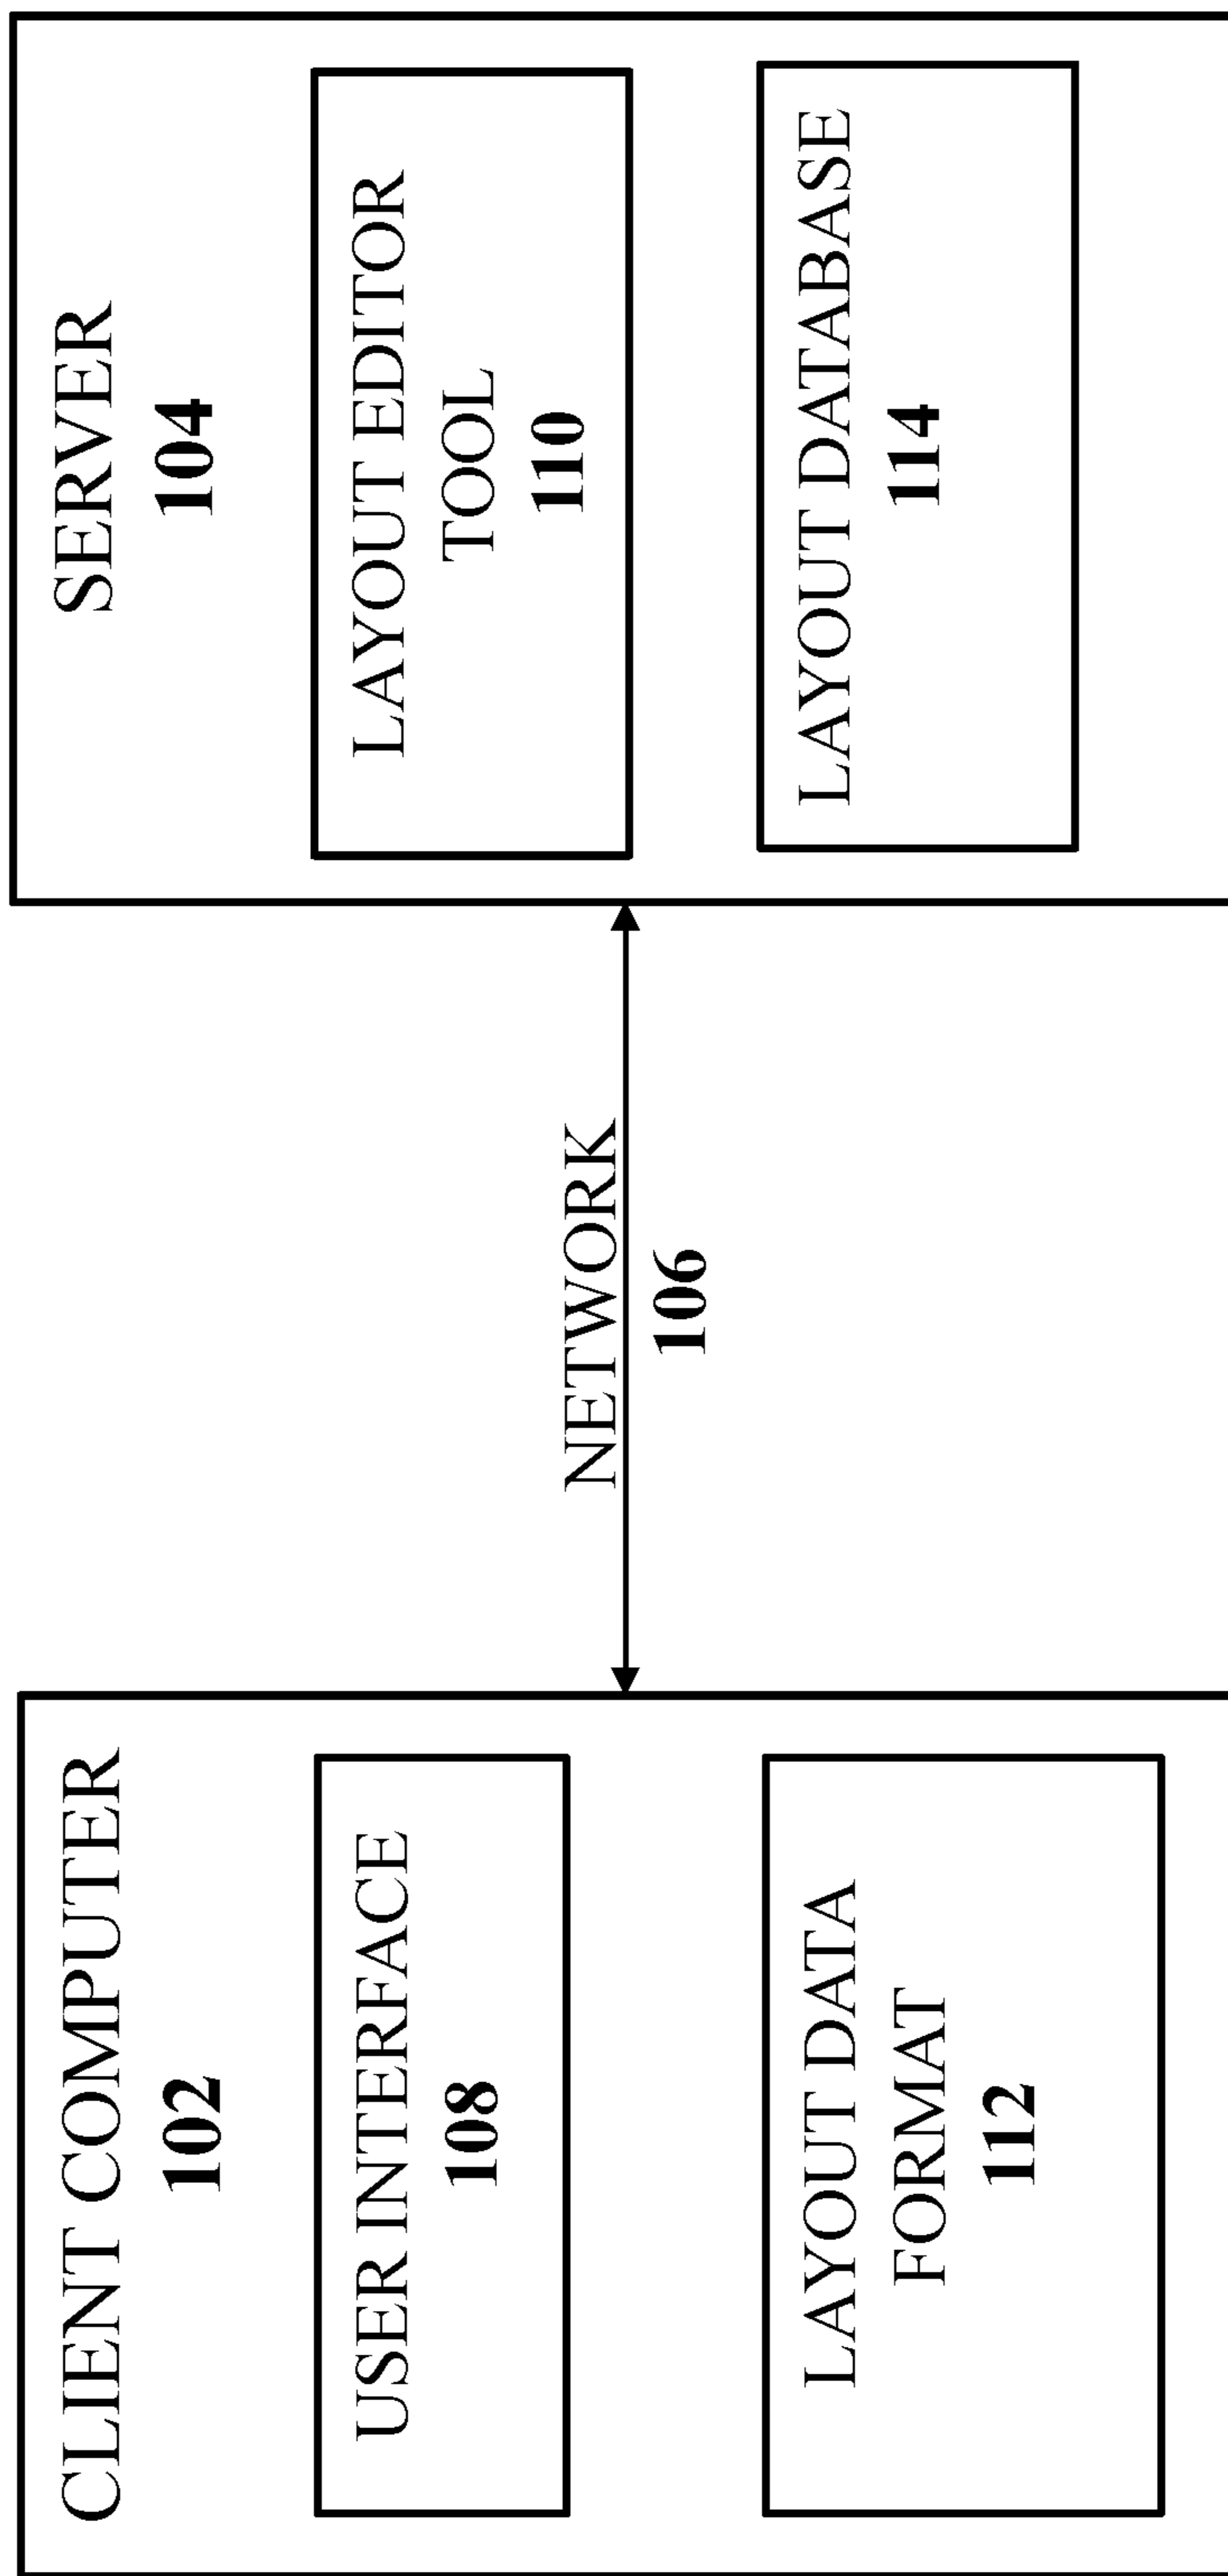 CLIENT COMPUTER
102
USER INTERFACE
108
LAYOUT DATA
FORMAT
112
NETWORK
106
SERVER
104
LAYOUT EDITOR
TOOL
110
LAYOUT DATABASE
114